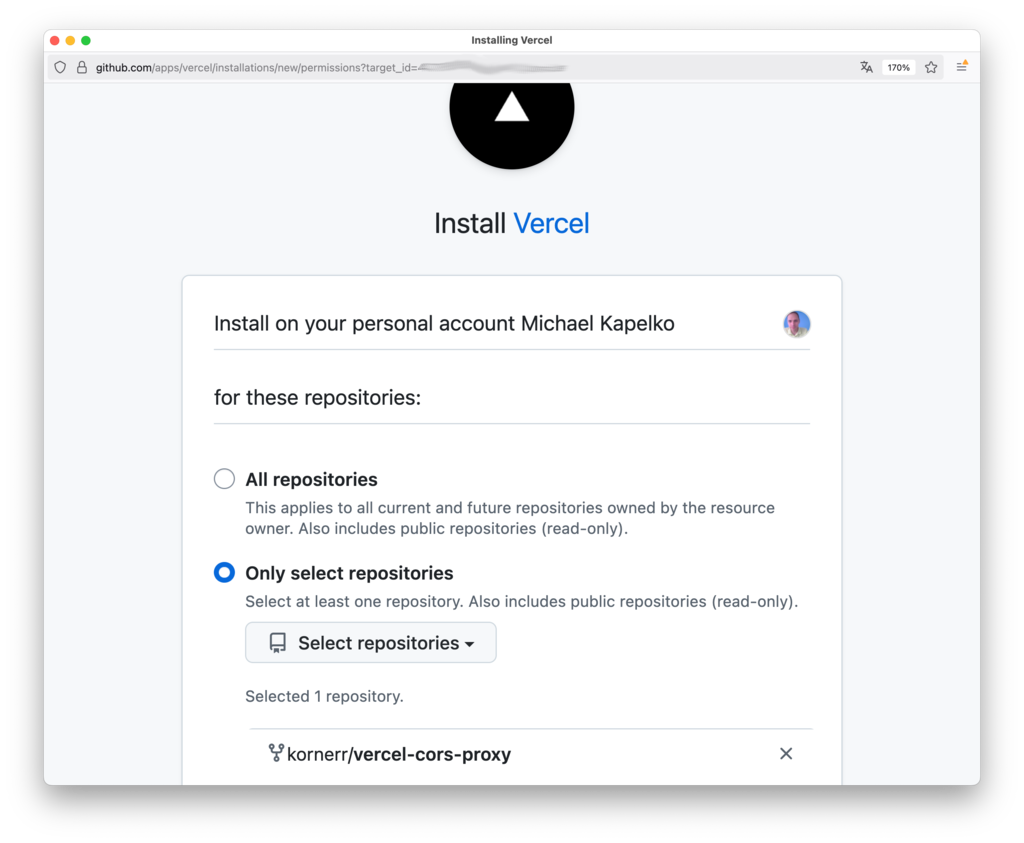 Installing Vercel
github.com/apps/vercel/installations/new/permissions?target_id=
170%
Install Vercel
Install on your personal account Michael Kapelko
for these repositories:
All repositories
This applies to all current and future repositories owned by the resource
owner. Also includes public repositories (read-only).
Only select repositories
Select at least one repository. Also includes public repositories (read-only).
Select repositories
Selected 1 repository.
kornerr/vercel-cors-proxy